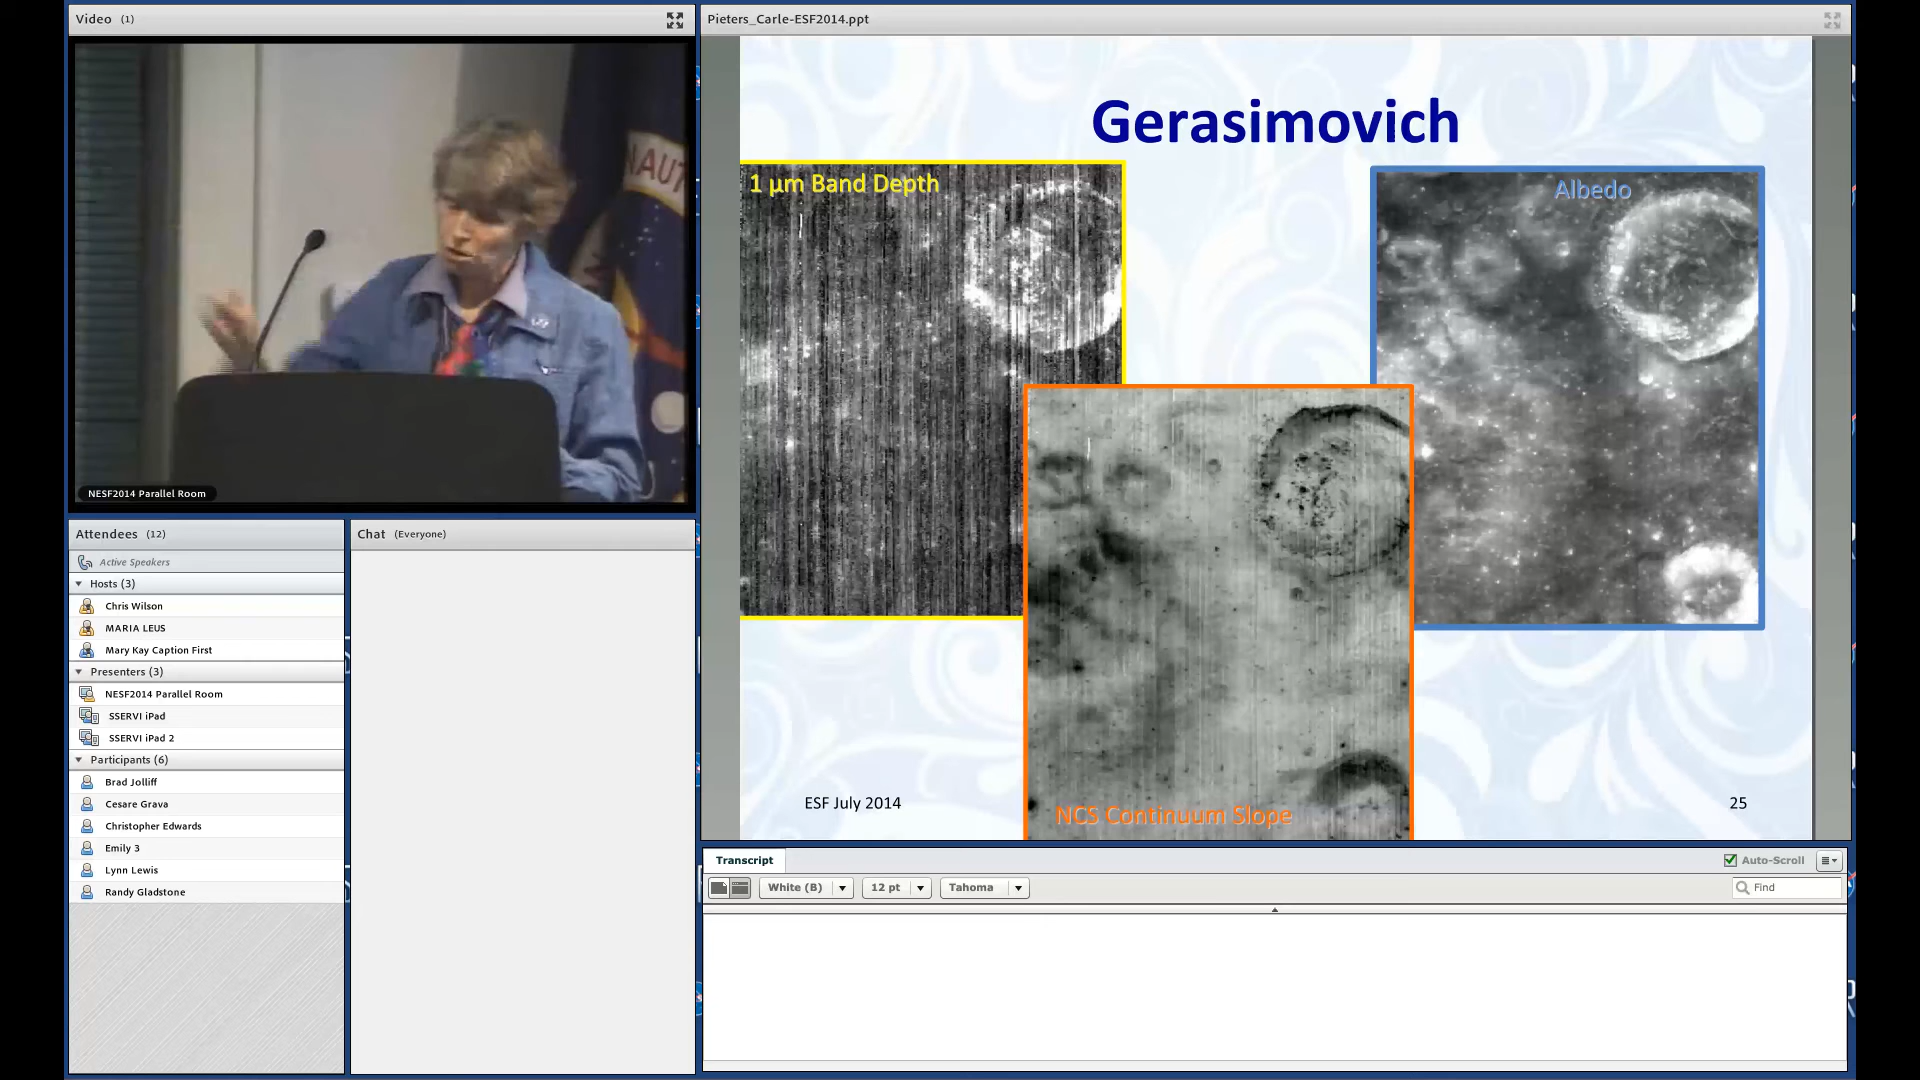 Video (1)
NAUT
NESF2014 Parallel Room
Attendees (12)
Active Speakers
Hosts (3)
Chris Wilson
MARIA LEUS
Mary Kay Caption First
Presenters (3)
NESF2014 Parallel Room
SSERVI iPad
SSERVI iPad 2
Participants (6)
Brad Jolliff
Cesare Grava
Christopher Edwards
Emily 3
Lynn Lewis
Randy Gladstone
Chat (Everyone)
Pieters_Carle-ESF2014.ppt
Gerasimovich
1 µm Band Depth
Albedo
NCS Continuum Slope
ESF July 2014
25
Transcript
Auto-Scroll
White (B)
12 pt
Tahoma
Find